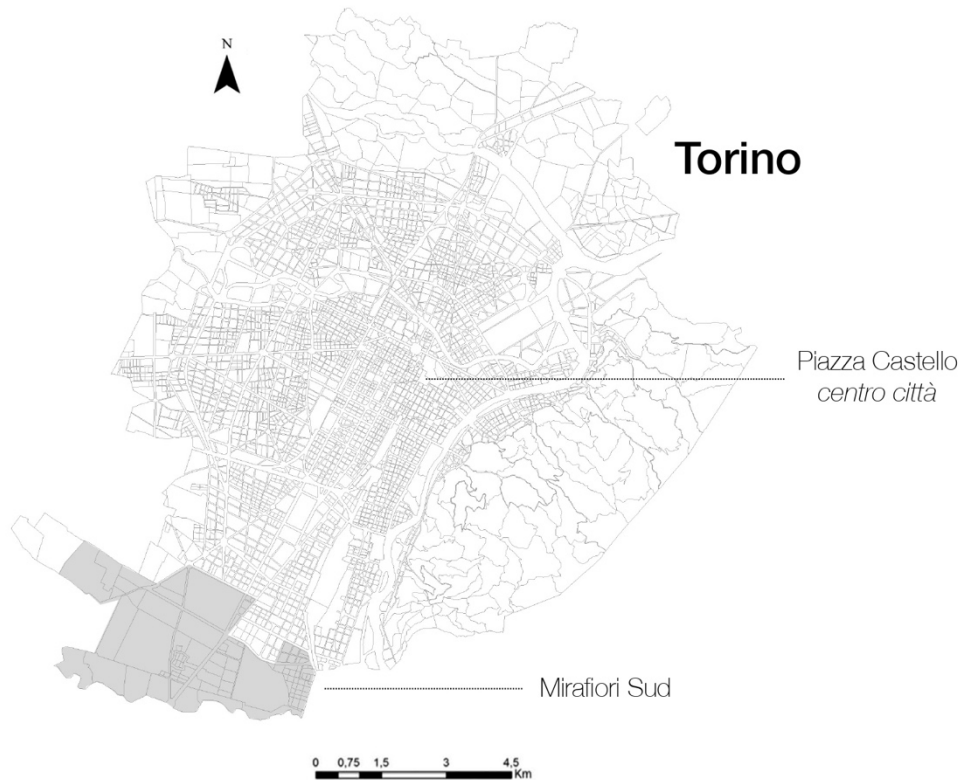 N
Torino
Piazza Castello
centro città
Mirafiori Sud
0 0,75 1,5 3 4,5
Km